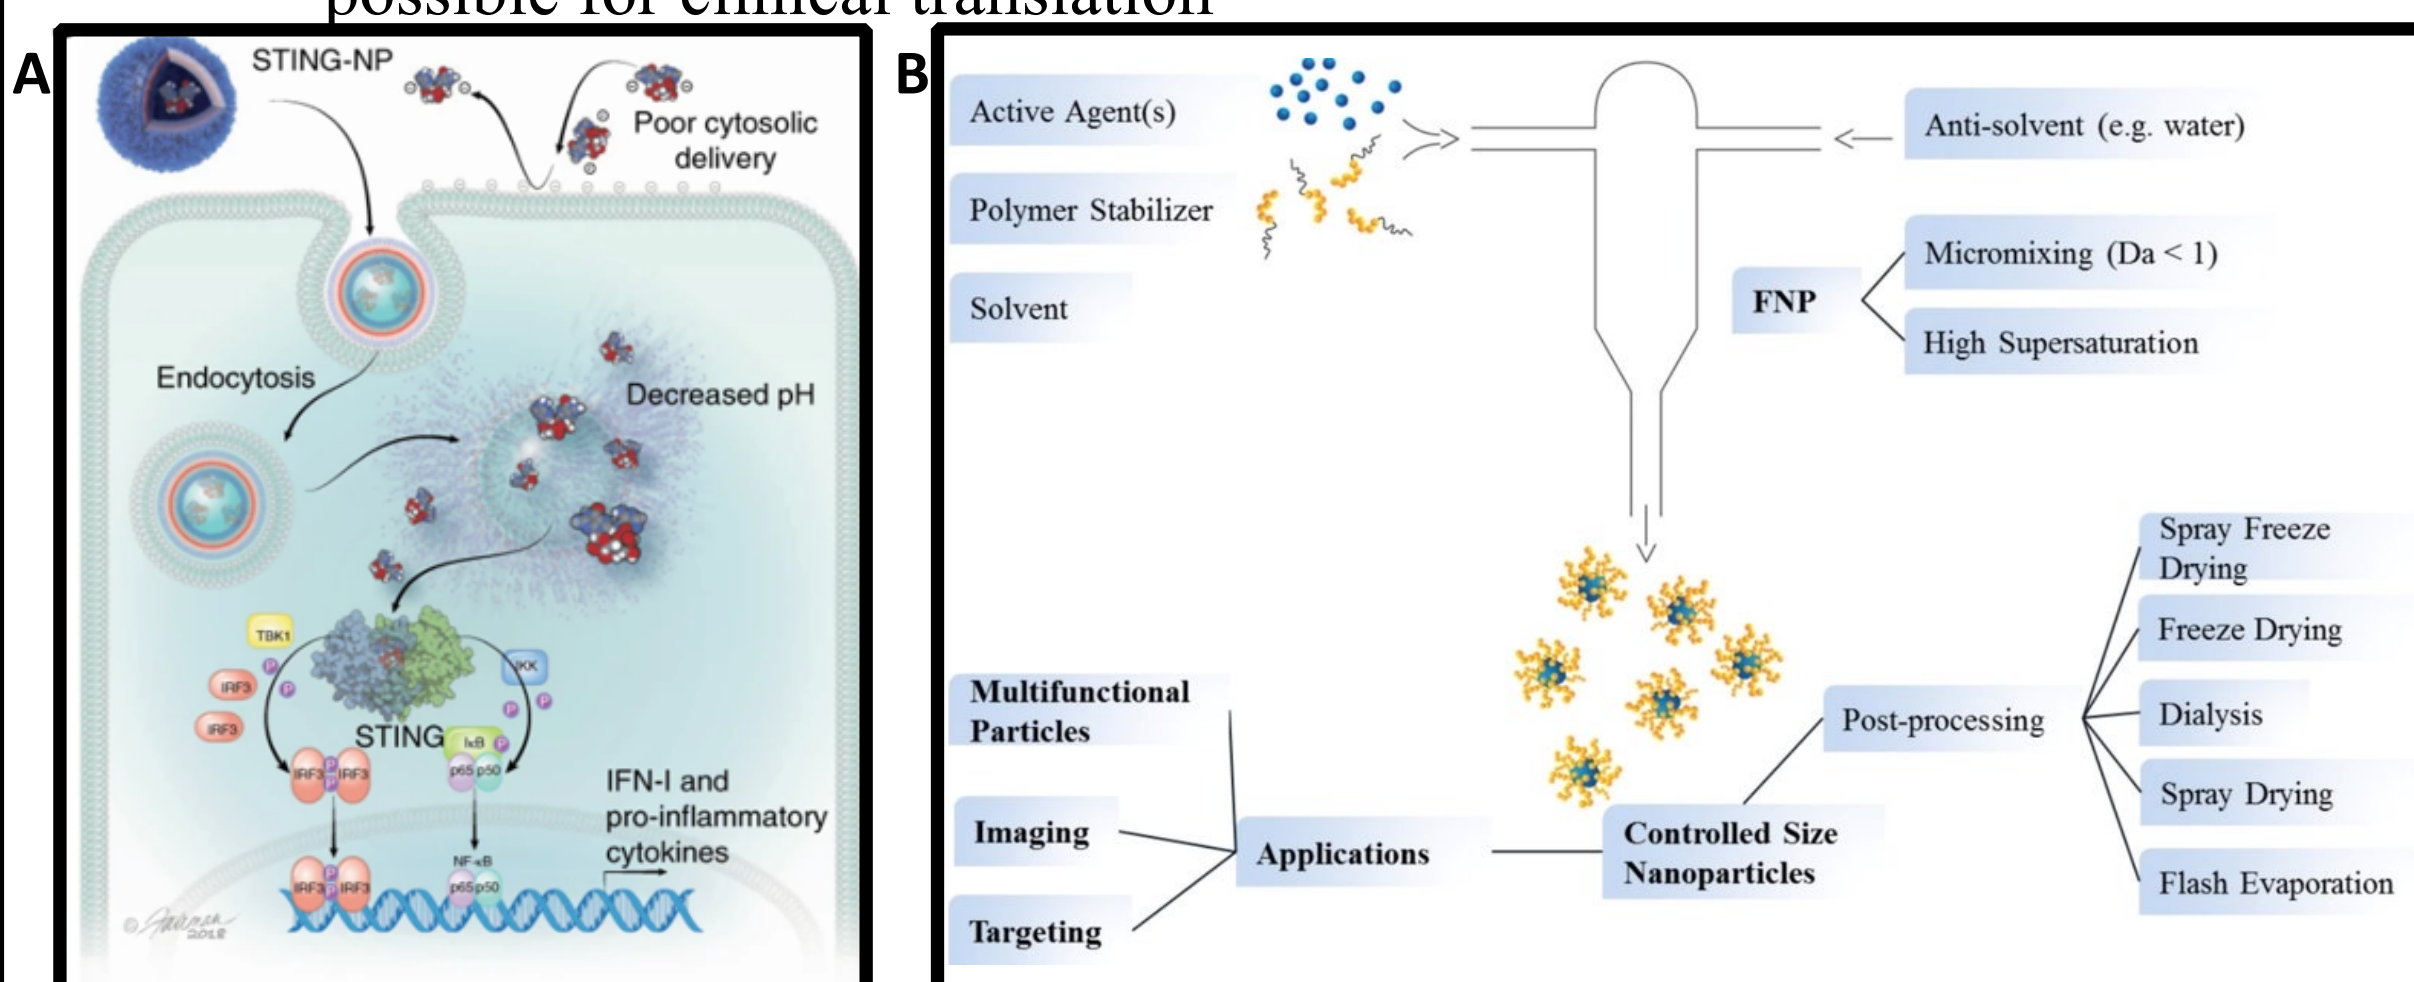 possible for clinical translation
A
STING-NP
Poor cytosolic
delivery
Endocytosis
Decreased pH
TBK1
P
P
IRF3
IRF3
IKK
P
P
STING
IκB
P
p65 p50
IRF3
P
P
IRF3
IFN-I and
pro-inflammatory
cytokines
NF-κB
IRF3
P
P
IRF3
p65 p50
2018
B
Active Agent(s)
Polymer Stabilizer
Solvent
Anti-solvent (e.g. water)
FNP
Micromixing (Da < 1)
High Supersaturation
Multifunctional
Particles
Imaging
Targeting
Applications
Controlled Size
Nanoparticles
Post-processing
Spray Freeze
Drying
Freeze Drying
Dialysis
Spray Drying
Flash Evaporation